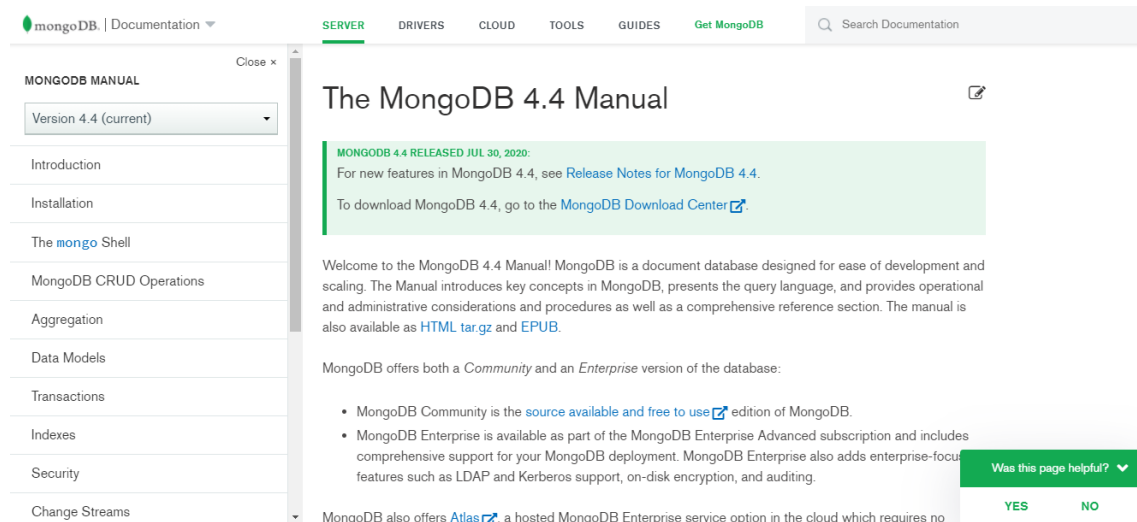 mongoDB. | Documentation
SERVER DRIVERS CLOUD TOOLS GUIDES Get MongoDB Search Documentation
Close ×
MONGODB MANUAL
Version 4.4 (current)
Introduction
Installation
The mongo Shell
MongoDB CRUD Operations
Aggregation
Data Models
Transactions
Indexes
Security
Change Streams
The MongoDB 4.4 Manual
MONGODB 4.4 RELEASED JUL 30, 2020:
For new features in MongoDB 4.4, see Release Notes for MongoDB 4.4.
To download MongoDB 4.4, go to the MongoDB Download Center.
Welcome to the MongoDB 4.4 Manual! MongoDB is a document database designed for ease of development and
scaling. The Manual introduces key concepts in MongoDB, presents the query language, and provides operational
and administrative considerations and procedures as well as a comprehensive reference section. The manual is
also available as HTML tar.gz and EPUB.
MongoDB offers both a Community and an Enterprise version of the database:
• MongoDB Community is the source available and free to use edition of MongoDB.
• MongoDB Enterprise is available as part of the MongoDB Enterprise Advanced subscription and includes
comprehensive support for your MongoDB deployment. MongoDB Enterprise also adds enterprise-focus
features such as LDAP and Kerberos support, on-disk encryption, and auditing.
MongoDB also offers Atlas, a hosted MongoDB Enterprise service option in the cloud which requires no
Was this page helpful?
YES NO